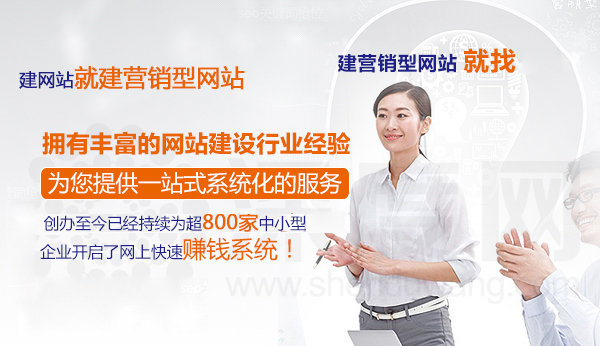 建营销型网站 就找
建网站就建营销型网站
拥有丰富的网站建设行业经验
为您提供一站式系统化的服务
创办至今已经持续为超800家中小型
企业开启了网上快速赚钱系统！